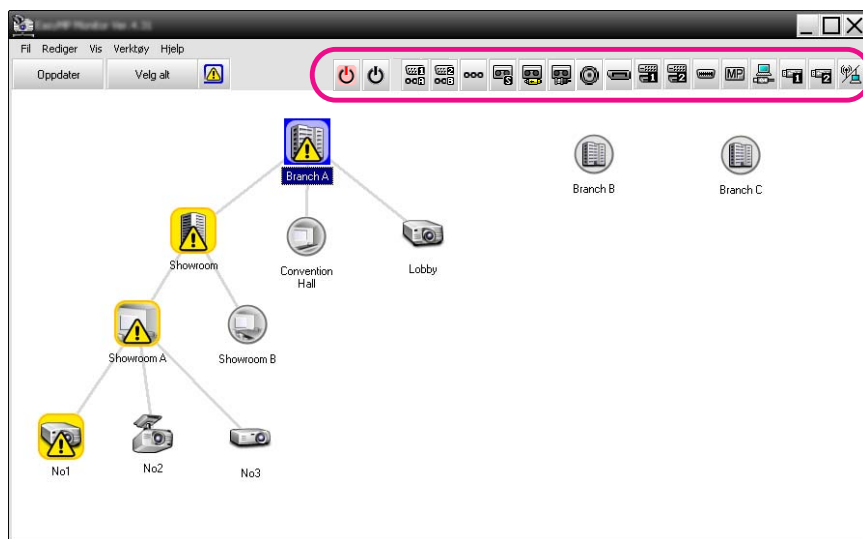 Fil Rediger Vis Verktøy Hjelp
Oppdater Velg alt
MP
Branch A
Branch B
Branch C
Showroom
Convention
Hall
Lobby
Showroom A
Showroom B
No1
No2
No3